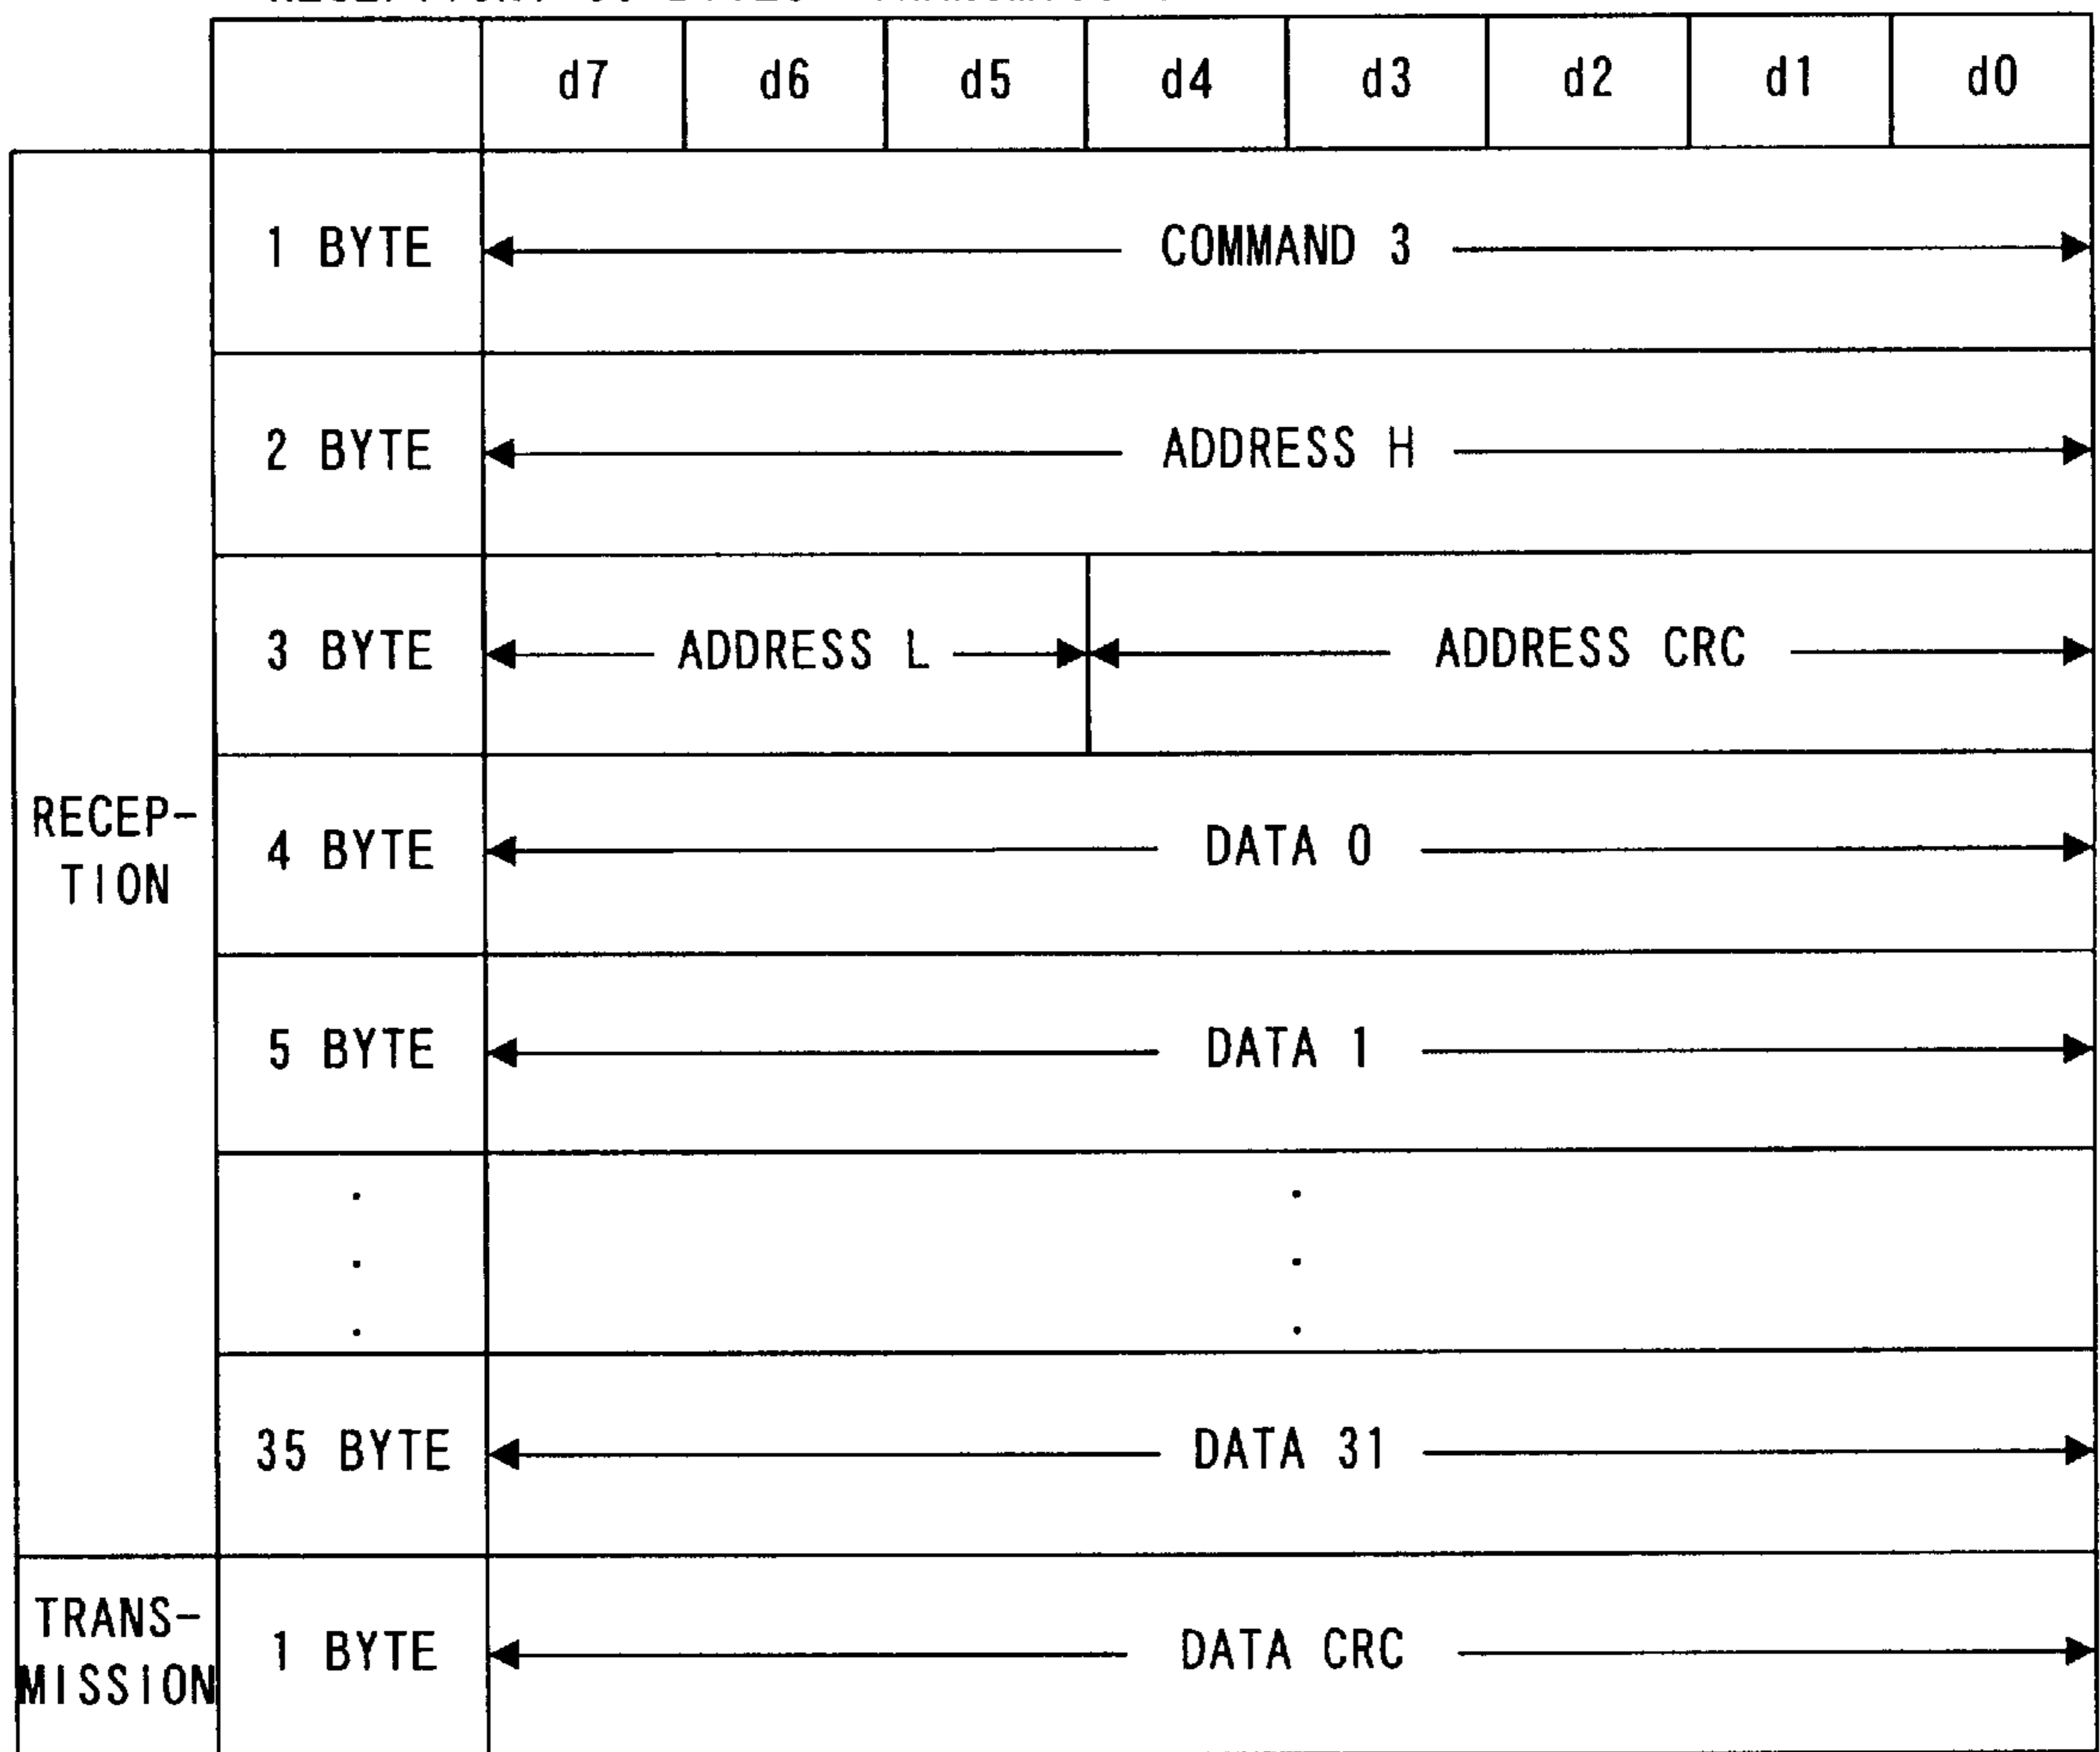 d7 d6 d5 d4 d3 d2 d1 d0
1 BYTE COMMAND 3
2 BYTE ADDRESS H
3 BYTE ADDRESS L ADDRESS CRC
RECEP-
TION
4 BYTE DATA 0
5 BYTE DATA 1
35 BYTE DATA 31
TRANS-
MISSION
1 BYTE DATA CRC